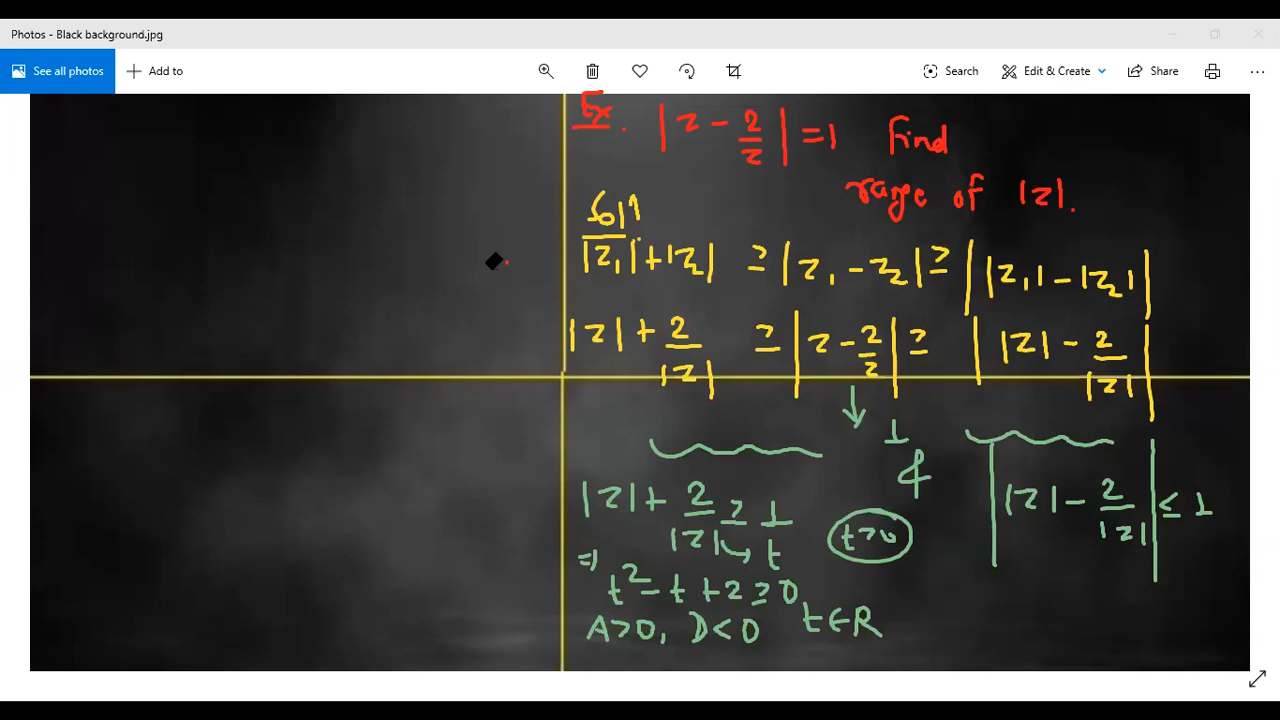 Photos - Black background.jpg
See all photos
Add to
Search
Edit & Create
Share
Ex. |z - 2/z| = 1 Find
range of |z|.
Solⁿ
|z₁| + |z₂| ≥ |z₁ - z₂| ≥ ||z₁| - |z₂||
|z| + 2/|z| ≥ |z - 2/z| ≥ ||z| - 2/|z||
↓
1
&
|z| + 2/|z| ≥ 1 t>0 ||z| - 2/|z|| ≤ 1
↳ t
⇒ t² - t + 2 ≥ 0
A>0, D<0 t∈R